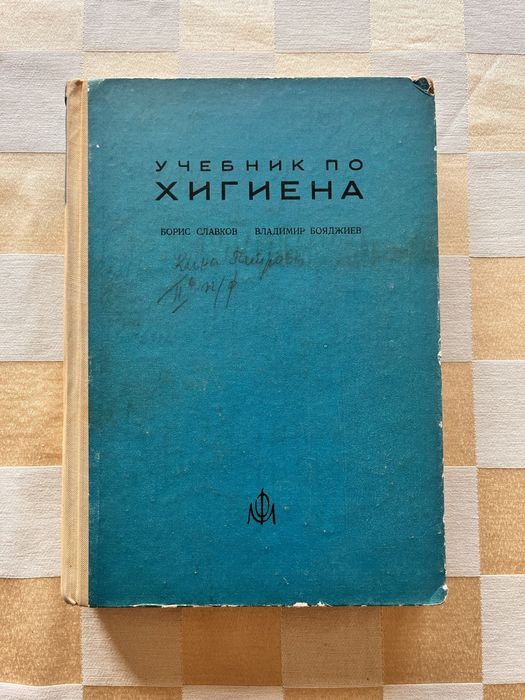 УЧЕБНИК ПО
ХИГИЕНА
БОРИС СЛАВКОВ ВЛАДИМИР БОЯДЖИЕВ